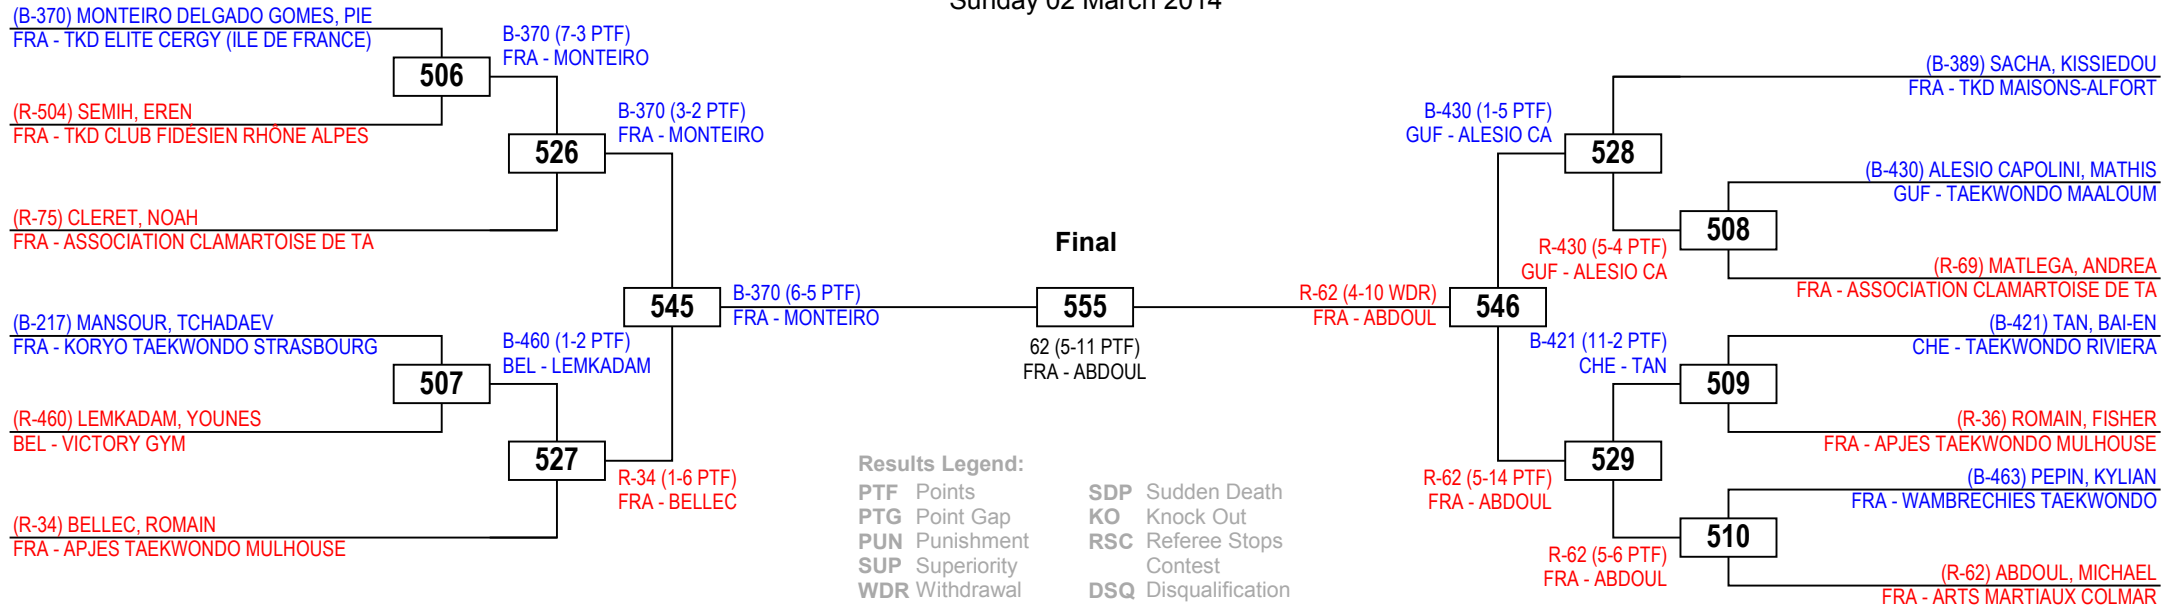 Sunday 02 March 2014
(B-370) MONTEIRO DELGADO GOMES, PIE
FRA - TKD ELITE CERGY (ILE DE FRANCE)
506
(R-504) SEMIH, EREN
FRA - TKD CLUB FIDÉSIEN RHÔNE ALPES
B-370 (7-3 PTF)
FRA - MONTEIRO
526
(R-75) CLERET, NOAH
FRA - ASSOCIATION CLAMARTOISE DE TA
B-370 (3-2 PTF)
FRA - MONTEIRO
545
(B-217) MANSOUR, TCHADAEV
FRA - KORYO TAEKWONDO STRASBOURG
507
(R-460) LEMKADAM, YOUNES
BEL - VICTORY GYM
B-460 (1-2 PTF)
BEL - LEMKADAM
527
(R-34) BELLEC, ROMAIN
FRA - APJES TAEKWONDO MULHOUSE
R-34 (1-6 PTF)
FRA - BELLEC
B-370 (6-5 PTF)
FRA - MONTEIRO
Final
555
62 (5-11 PTF)
FRA - ABDOUL
R-62 (4-10 WDR)
FRA - ABDOUL
546
B-430 (1-5 PTF)
GUF - ALESIO CA
528
(B-389) SACHA, KISSIEDOU
FRA - TKD MAISONS-ALFORT
(B-430) ALESIO CAPOLINI, MATHIS
GUF - TAEKWONDO MAALOUM
508
R-430 (5-4 PTF)
GUF - ALESIO CA
(R-69) MATLEGA, ANDREA
FRA - ASSOCIATION CLAMARTOISE DE TA
(B-421) TAN, BAI-EN
CHE - TAEKWONDO RIVIERA
B-421 (11-2 PTF)
CHE - TAN
509
(R-36) ROMAIN, FISHER
FRA - APJES TAEKWONDO MULHOUSE
529
R-62 (5-14 PTF)
FRA - ABDOUL
(B-463) PEPIN, KYLIAN
FRA - WAMBRECHIES TAEKWONDO
510
R-62 (5-6 PTF)
FRA - ABDOUL
(R-62) ABDOUL, MICHAEL
FRA - ARTS MARTIAUX COLMAR
Results Legend:
PTF Points
PTG Point Gap
PUN Punishment
SUP Superiority
WDR Withdrawal
SDP Sudden Death
KO Knock Out
RSC Referee Stops
Contest
DSQ Disqualification